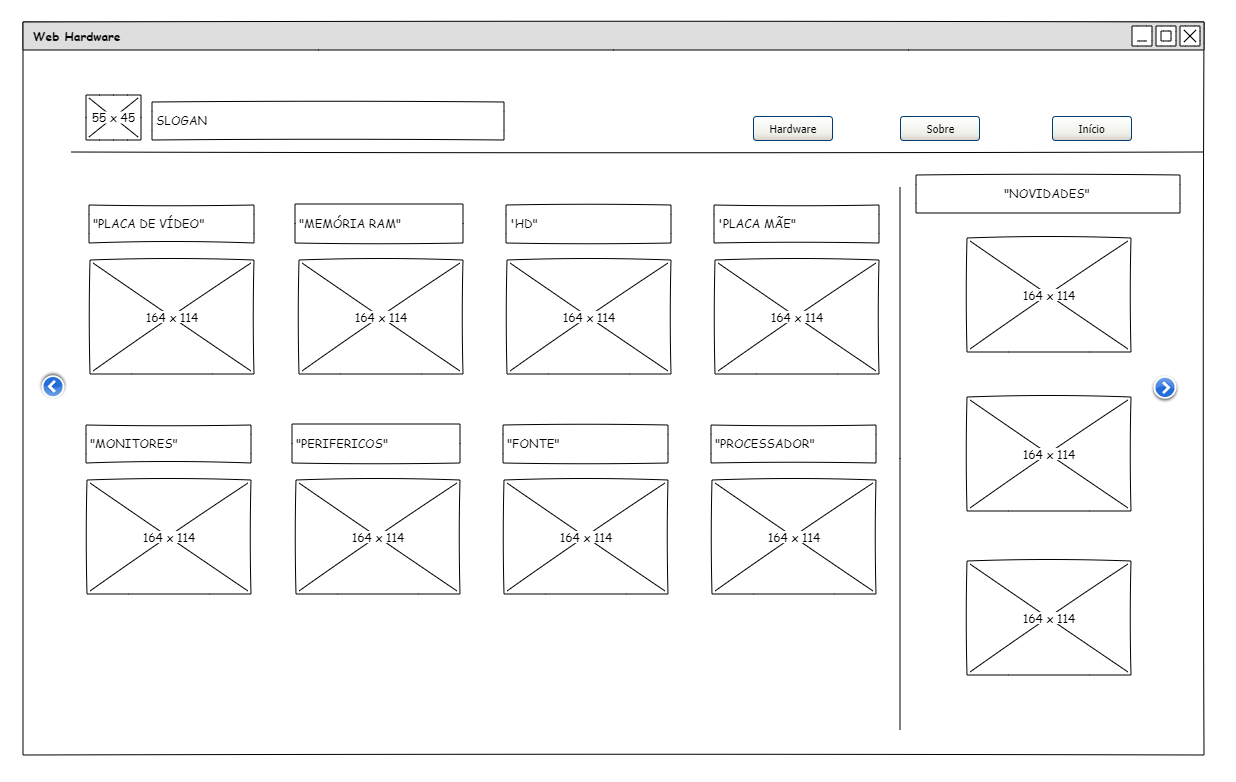 Web Hardware
55 x 45
SLOGAN
Hardware
Sobre
Início
"PLACA DE VÍDEO"
"MEMÓRIA RAM"
'HD"
'PLACA MÃE"
"NOVIDADES"
164 x 114
164 x 114
164 x 114
164 x 114
164 x 114
"MONITORES"
"PERIFERICOS"
"FONTE"
"PROCESSADOR"
164 x 114
164 x 114
164 x 114
164 x 114
164 x 114
164 x 114